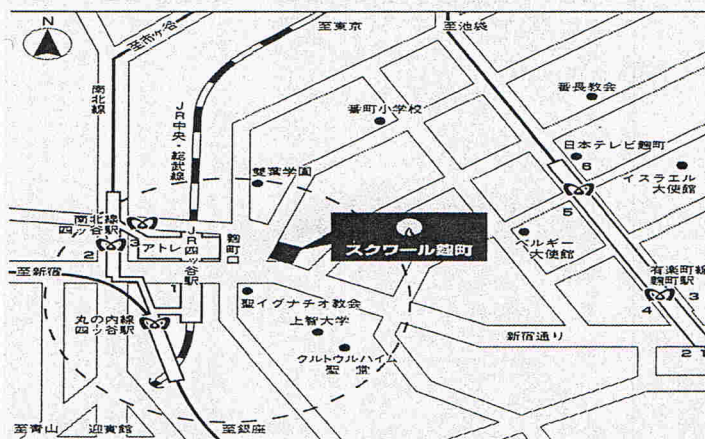 N
至市ヶ谷
至東京
至池袋
南北線
JR中央・総武線
番町小学校
番長教会
日本テレビ麹町
6
イスラエル
大使館
雙葉学園
5
南北線
四ッ谷駅
3
アトレ
2
JR四ッ谷駅
麹町口
スクワール麹町
ベルギー
大使館
有楽町線
麹町駅
3
4
至新宿
1
聖イグナチオ教会
丸の内線
四ッ谷駅
上智大学
クルトゥルハイム
聖堂
新宿通り
2
1
至青山
迎賓館
至銀座